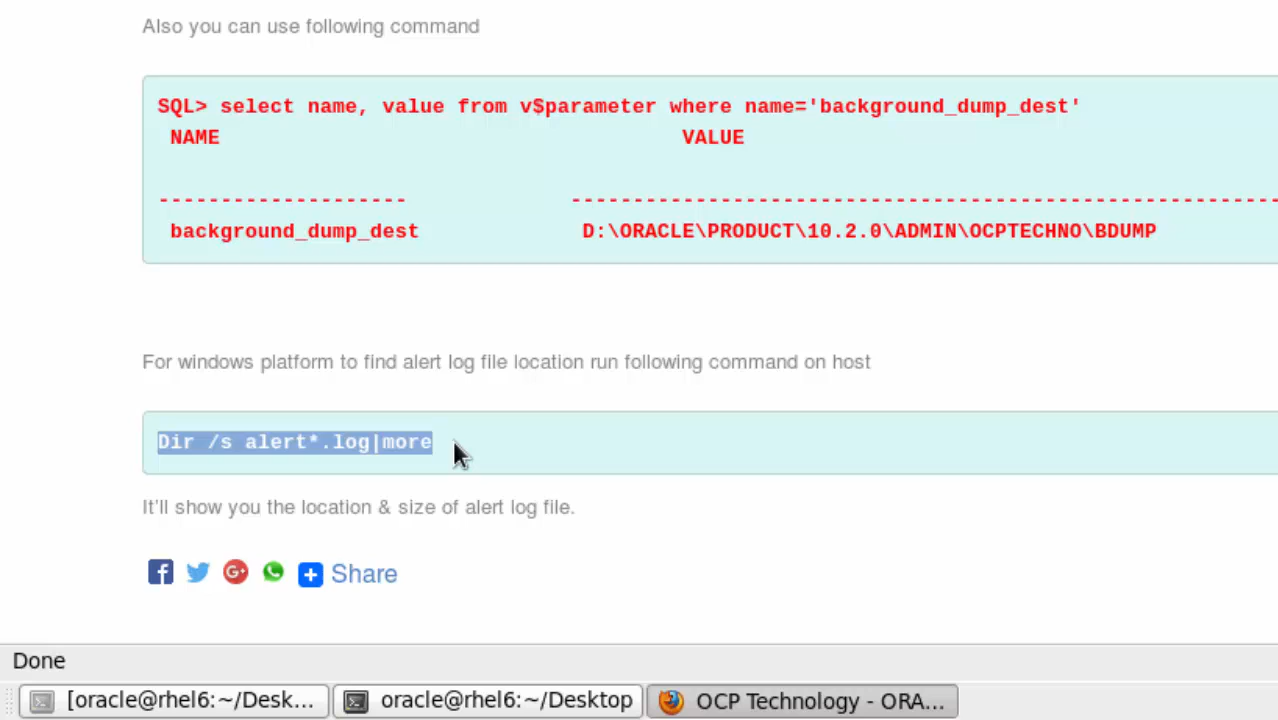 Also you can use following command
SQL> select name, value from v$parameter where name='background_dump_dest'
NAME VALUE
-------------------- ---------------------------------------------------------
background_dump_dest D:\ORACLE\PRODUCT\10.2.0\ADMIN\OCPTECHNO\BDUMP
For windows platform to find alert log file location run following command on host
Dir /s alert*.log|more
It'll show you the location & size of alert log file.
Share
Done
[oracle@rhel6:~/Desk... oracle@rhel6:~/Desktop OCP Technology - ORA...